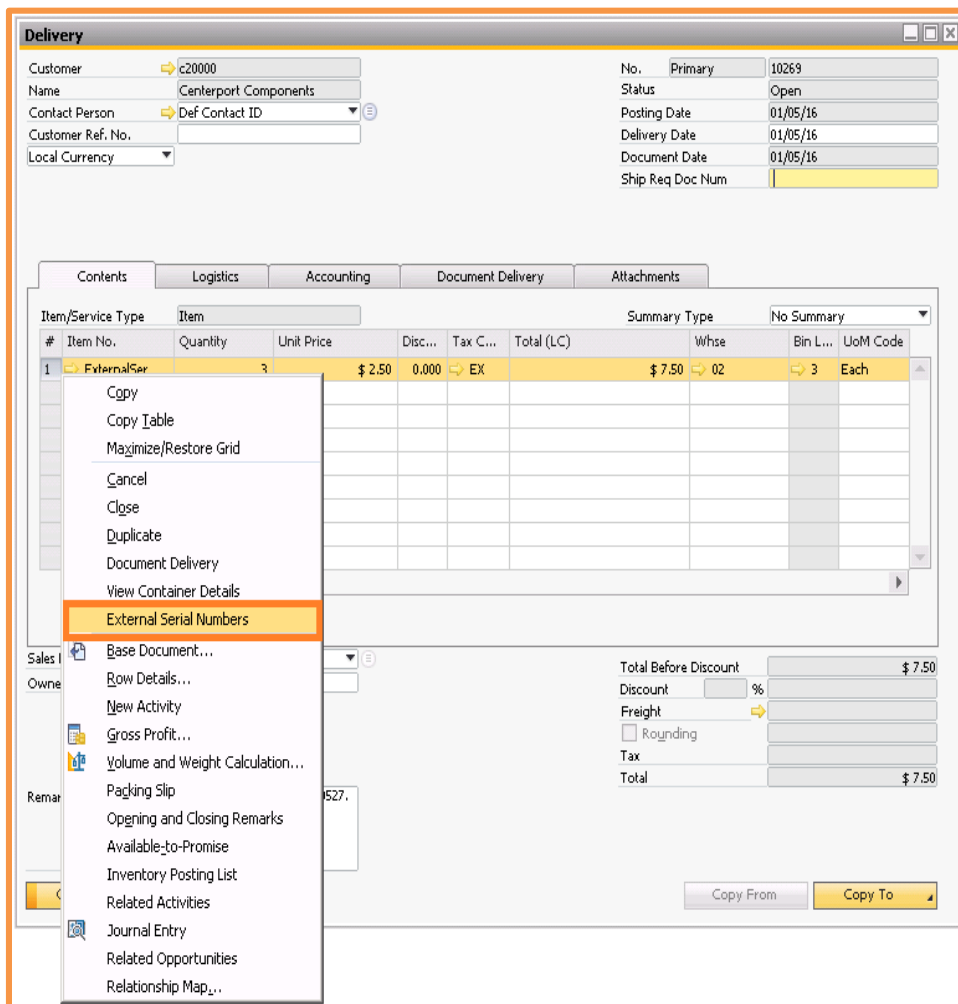 Delivery
Customer c20000
Name Centerport Components
Contact Person Def Contact ID
Customer Ref. No.
Local Currency
No. Primary 10269
Status Open
Posting Date 01/05/16
Delivery Date 01/05/16
Document Date 01/05/16
Ship Req Doc Num
Contents Logistics Accounting Document Delivery Attachments
Item/Service Type Item Summary Type No Summary
# Item No. Quantity Unit Price Disc... Tax C... Total (LC) Whse Bin L... UoM Code
1 ExternalSer 3 $ 2.50 0.000 EX $ 7.50 02 3 Each
Copy
Copy Table
Maximize/Restore Grid
Cancel
Close
Duplicate
Document Delivery
View Container Details
External Serial Numbers
Base Document...
Row Details...
New Activity
Gross Profit...
Volume and Weight Calculation...
Packing Slip
Opening and Closing Remarks
Available-to-Promise
Inventory Posting List
Related Activities
Journal Entry
Related Opportunities
Relationship Map...
Sales
Owne
Remar
527.
Total Before Discount $ 7.50
Discount %
Freight
Rounding
Tax
Total $ 7.50
Copy From Copy To